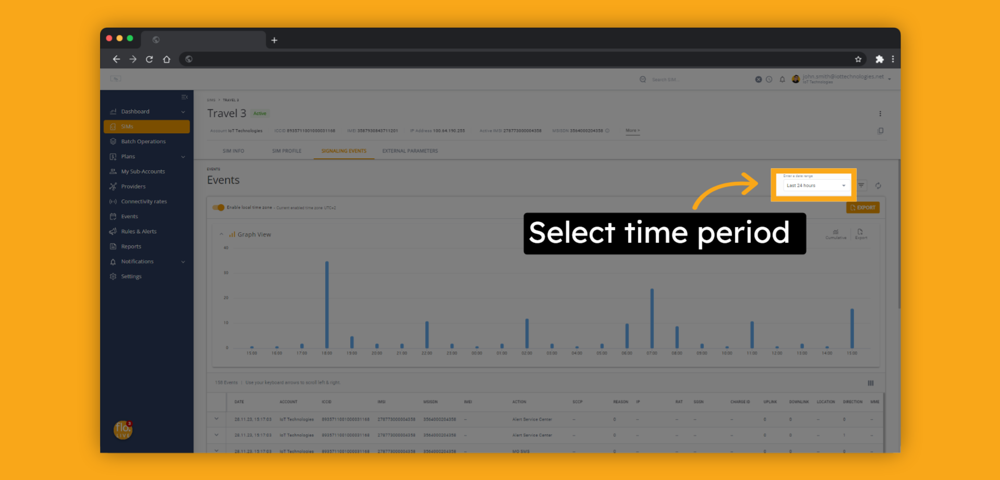 Search SIM...
john.smith@iottechnologies.net
IoT Technologies
Dashboard
SIMs
Batch Operations
Plans
My Sub-Accounts
Providers
Connectivity rates
Events
Rules & Alerts
Reports
Notifications
Settings
flo.
LIVE
3
SIMS > TRAVEL 3
Travel 3 Active
Account IoT Technologies ICCID 8935711001000031168 IMEI 3587930843711201 IP Address 100.64.190.255 Active IMSI 278773000004358 MSISDN 3564000204358 More >
SIM INFO SIM PROFILE SIGNALING EVENTS EXTERNAL PARAMETERS
EVENTS
Events
Enter a date range
Last 24 hours
Enable local time zone - Current enabled time zone UTC+2
EXPORT
Select time period
Graph View
Cumulative Export
40
30
20
10
0
15:00 16:00 17:00 18:00 19:00 20:00 21:00 22:00 23:00 00:00 01:00 02:00 03:00 04:00 05:00 06:00 07:00 08:00 09:00 10:00 11:00 12:00 13:00 14:00 15:00
158 Events | Use your keyboard arrows to scroll left & right.
DATE ACCOUNT ICCID IMSI MSISDN IMEI ACTION SCCP REASON IP RAT SGSN CHARGE ID UPLINK DOWNLINK LOCATION DIRECTION MME
28.11.23, 15:17:03 IoT Technologies 8935711001000031168 278773000004358 3564000204358 – Alert Service Center – 0 – – – – 0 0 – 0 –
28.11.23, 15:17:03 IoT Technologies 8935711001000031168 278773000004358 3564000204358 – Alert Service Center – 0 – – – – 0 0 – 1 –
28.11.23, 15:17:03 IoT Technologies 8935711001000031168 278773000004358 3564000204358 – MO SMS – 0 – – – – 0 0 – 0 –